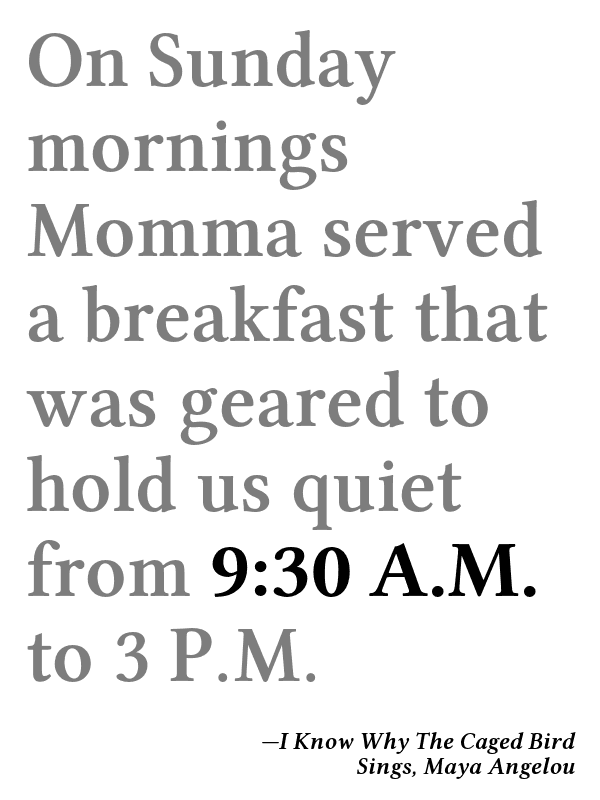 On Sunday
mornings
Momma served
a breakfast that
was geared to
hold us quiet
from 9:30 A.M.
to 3 P.M.
—I Know Why The Caged Bird
Sings, Maya Angelou